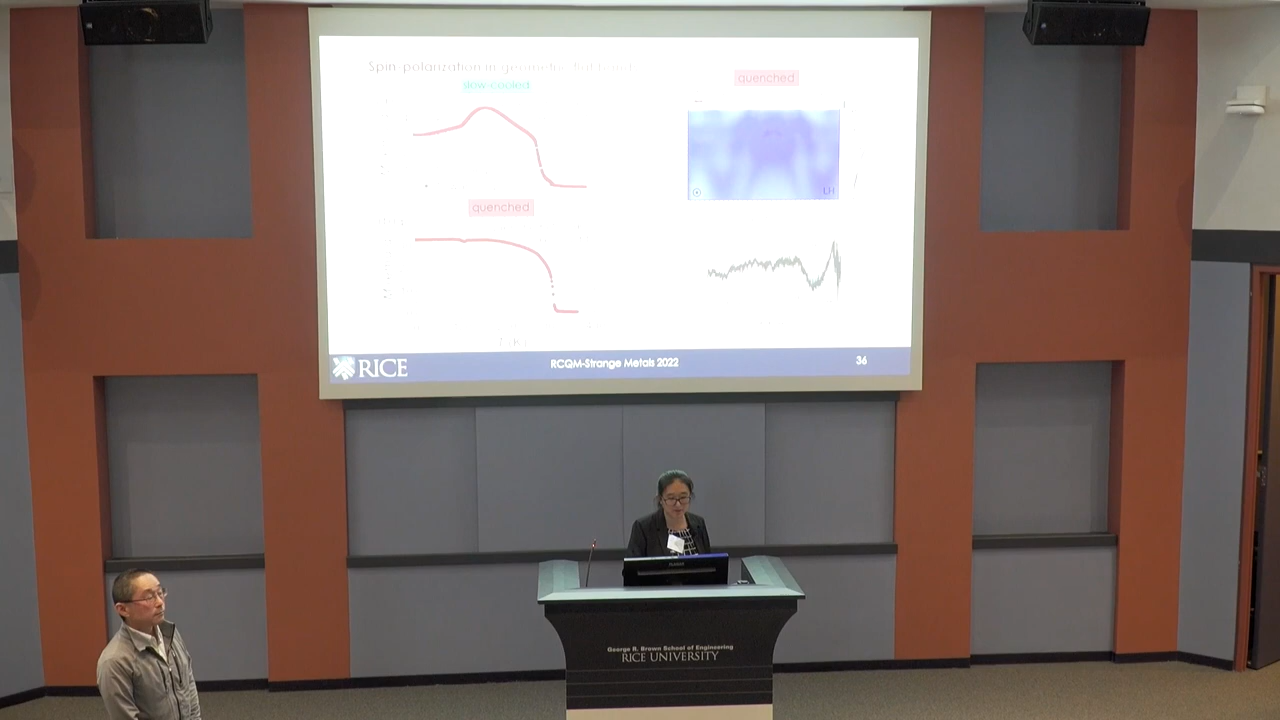 Spin-polarization in geometric flat band
slow cooled
quenched
quenched
LH
RICE
RCQM-Strange Metals 2022
36
George R. Brown School of Engineering
RICE UNIVERSITY